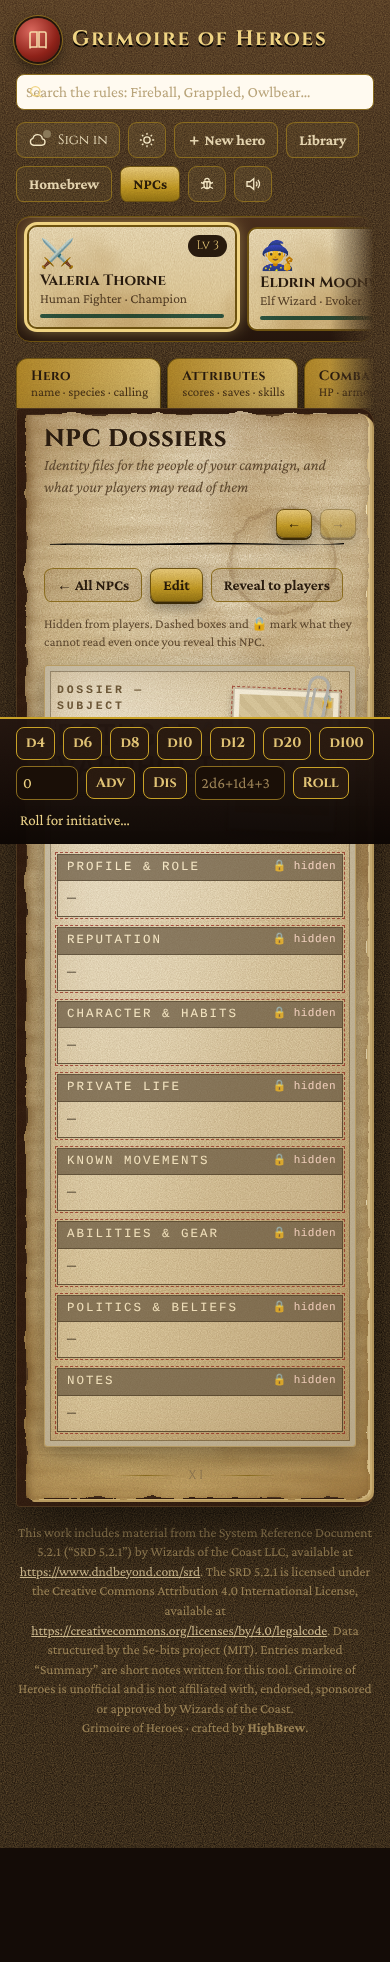 Grimoire of Heroes
Search the rules: Fireball, Grappled, Owlbear…
Sign in
+ New hero
Library
Homebrew
NPCs
Lv 3
Valeria Thorne
Human Fighter · Champion
Eldrin Moon
Elf Wizard · Evoker
Hero
name · species · calling
Attributes
scores · saves · skills
Comba
HP · armo
NPC Dossiers
Identity files for the people of your campaign, and
what your players may read of them
←
→
← All NPCs
Edit
Reveal to players
Hidden from players. Dashed boxes and 🔒 mark what they
cannot read even once you reveal this NPC.
DOSSIER —
SUBJECT
D4
D6
D8
D10
D12
D20
D100
0
Adv
Dis
2d6+1d4+3
Roll
Roll for initiative…
PROFILE & ROLE
🔒 hidden
—
REPUTATION
🔒 hidden
—
CHARACTER & HABITS
🔒 hidden
—
PRIVATE LIFE
🔒 hidden
—
KNOWN MOVEMENTS
🔒 hidden
—
ABILITIES & GEAR
🔒 hidden
—
POLITICS & BELIEFS
🔒 hidden
—
NOTES
🔒 hidden
—
XI
This work includes material from the System Reference Document
5.2.1 (“SRD 5.2.1”) by Wizards of the Coast LLC, available at
https://www.dndbeyond.com/srd. The SRD 5.2.1 is licensed under
the Creative Commons Attribution 4.0 International License,
available at
https://creativecommons.org/licenses/by/4.0/legalcode. Data
structured by the 5e-bits project (MIT). Entries marked
“Summary” are short notes written for this tool. Grimoire of
Heroes is unofficial and is not affiliated with, endorsed, sponsored
or approved by Wizards of the Coast.
Grimoire of Heroes · crafted by HighBrew.